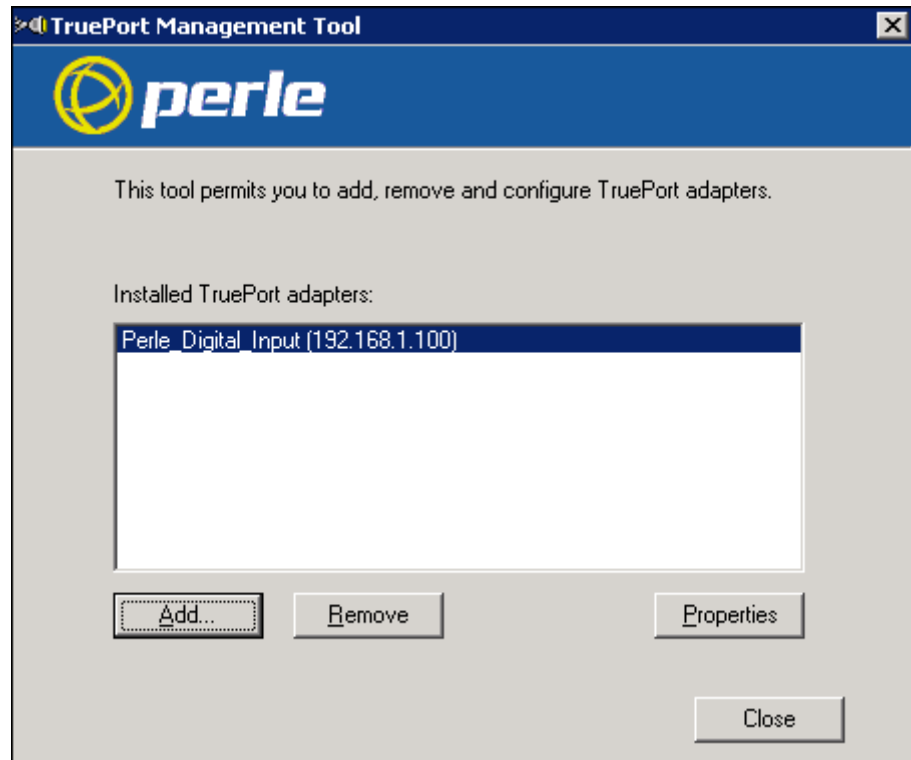 TruePort Management Tool
perle
This tool permits you to add, remove and configure TruePort adapters.
Installed TruePort adapters:
Perle_Digital_Input (192.168.1.100)
Add... Remove Properties
Close